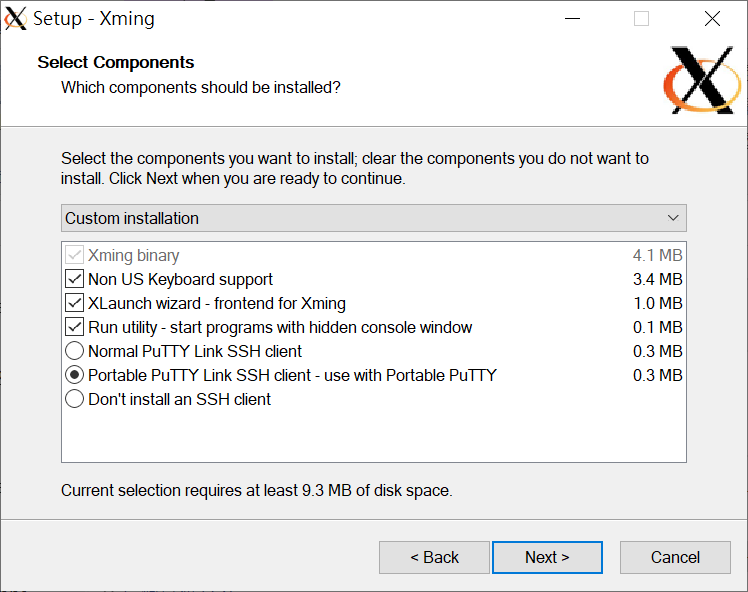 Setup - Xming
Select Components
Which components should be installed?
Select the components you want to install; clear the components you do not want to
install. Click Next when you are ready to continue.
Custom installation
Xming binary 4.1 MB
Non US Keyboard support 3.4 MB
XLaunch wizard - frontend for Xming 1.0 MB
Run utility - start programs with hidden console window 0.1 MB
Normal PuTTY Link SSH client 0.3 MB
Portable PuTTY Link SSH client - use with Portable PuTTY 0.3 MB
Don't install an SSH client
Current selection requires at least 9.3 MB of disk space.
< Back Next > Cancel